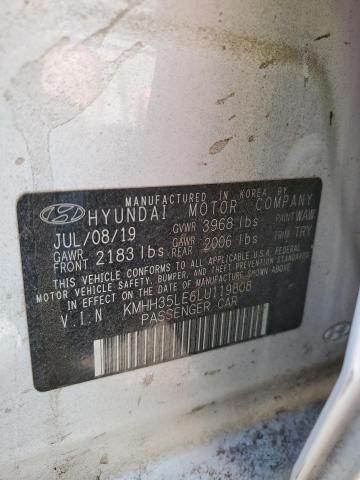 MANUFACTURED IN KOREA BY
HYUNDAI MOTOR COMPANY
JUL/08/19 GVWR 3968 lbs PAINT WAW
GAWR FRONT 2183 lbs GAWR REAR 2006 lbs TRIM TRY
THIS VEHICLE CONFORMS TO ALL APPLICABLE U.S.A. FEDERAL
MOTOR VEHICLE SAFETY, BUMPER, AND THEFT PREVENTION STANDARDS
IN EFFECT ON THE DATE OF MANUFACTURE SHOWN ABOVE.
V.I.N KMHH35LE6LU119808
PASSENGER CAR